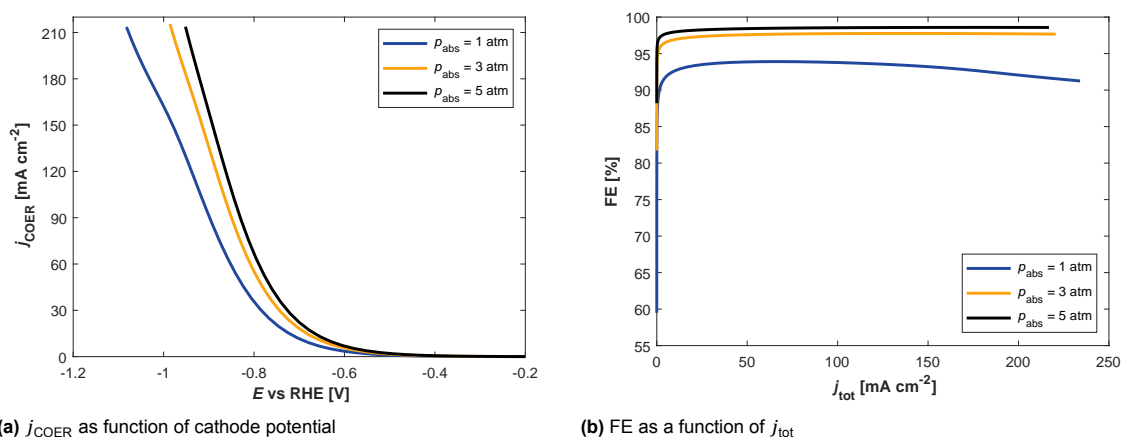 210
180
150
120
90
60
30
0
j_COER [mA cm⁻²]
p_abs = 1 atm
p_abs = 3 atm
p_abs = 5 atm
-1.2 -1 -0.8 -0.6 -0.4 -0.2
E vs RHE [V]
(a) j_COER as function of cathode potential
100
95
90
85
80
75
70
65
60
55
FE [%]
p_abs = 1 atm
p_abs = 3 atm
p_abs = 5 atm
0 50 100 150 200 250
j_tot [mA cm⁻²]
(b) FE as a function of j_tot